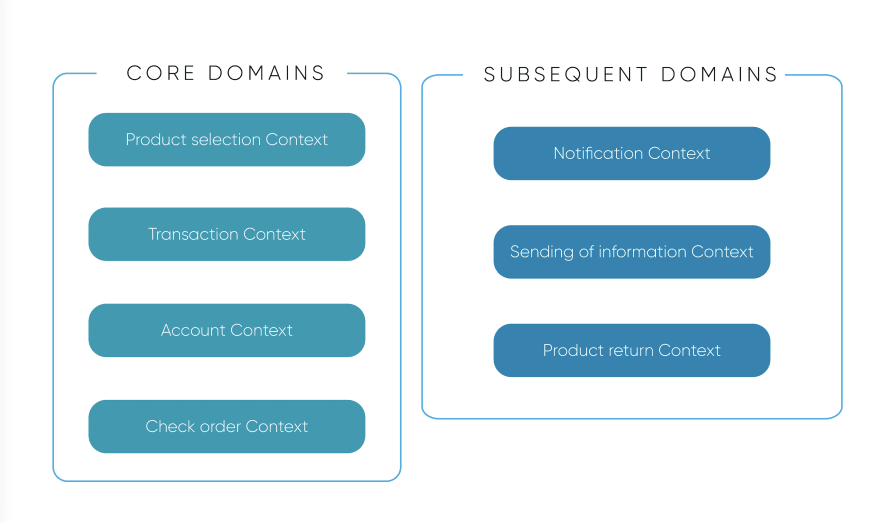 CORE DOMAINS
Product selection Context
Transaction Context
Account Context
Check order Context
SUBSEQUENT DOMAINS
Notification Context
Sending of information Context
Product return Context